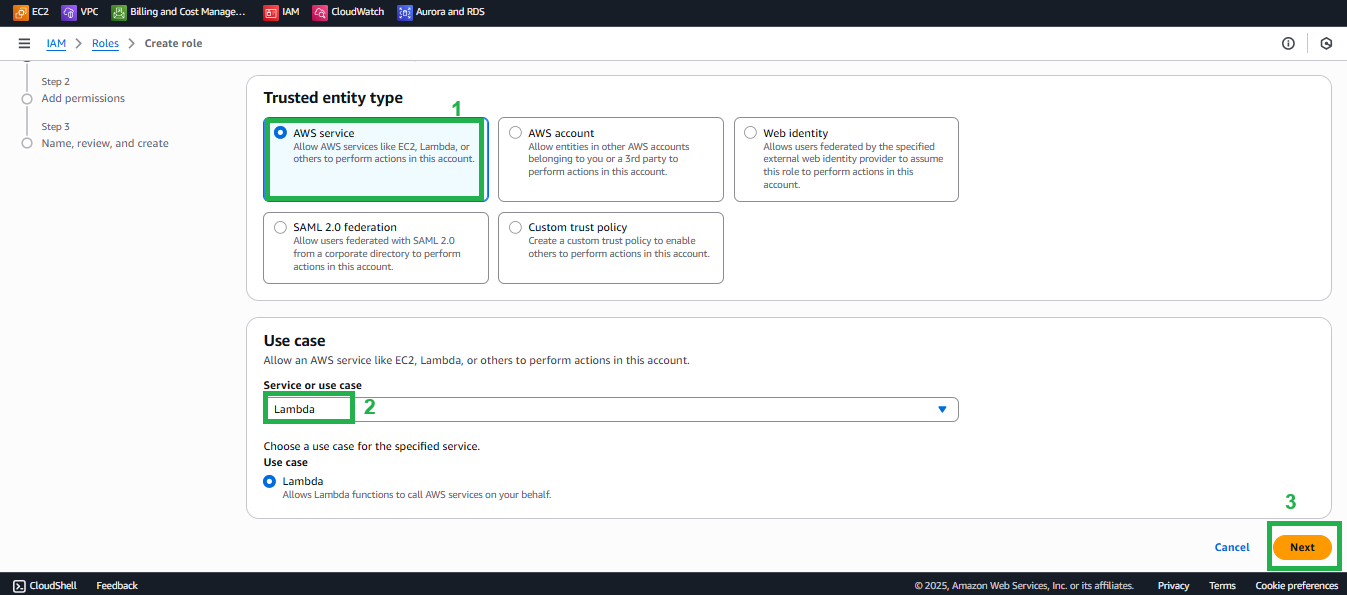 EC2 VPC Billing and Cost Manage... IAM CloudWatch Aurora and RDS
IAM Roles Create role
Step 2
Add permissions
Step 3
Name, review, and create
Trusted entity type
1
AWS service
Allow AWS services like EC2, Lambda, or
others to perform actions in this account.
AWS account
Allow entities in other AWS accounts
belonging to you or a 3rd party to
perform actions in this account.
Web identity
Allows users federated by the specified
external web identity provider to assume
this role to perform actions in this
account.
SAML 2.0 federation
Allow users federated with SAML 2.0
from a corporate directory to perform
actions in this account.
Custom trust policy
Create a custom trust policy to enable
others to perform actions in this account.
Use case
Allow an AWS service like EC2, Lambda, or others to perform actions in this account.
Service or use case
Lambda 2
Choose a use case for the specified service.
Use case
Lambda
Allows Lambda functions to call AWS services on your behalf.
3
Cancel Next
CloudShell Feedback © 2025, Amazon Web Services, Inc. or its affiliates. Privacy Terms Cookie preferences